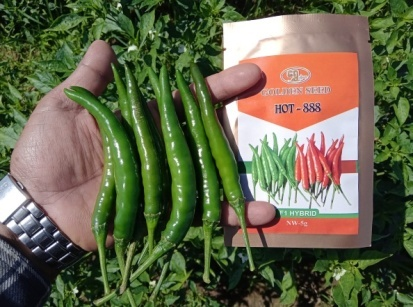 GOLDEN SEED
HOT - 888
F1 HYBRID
NW-5g